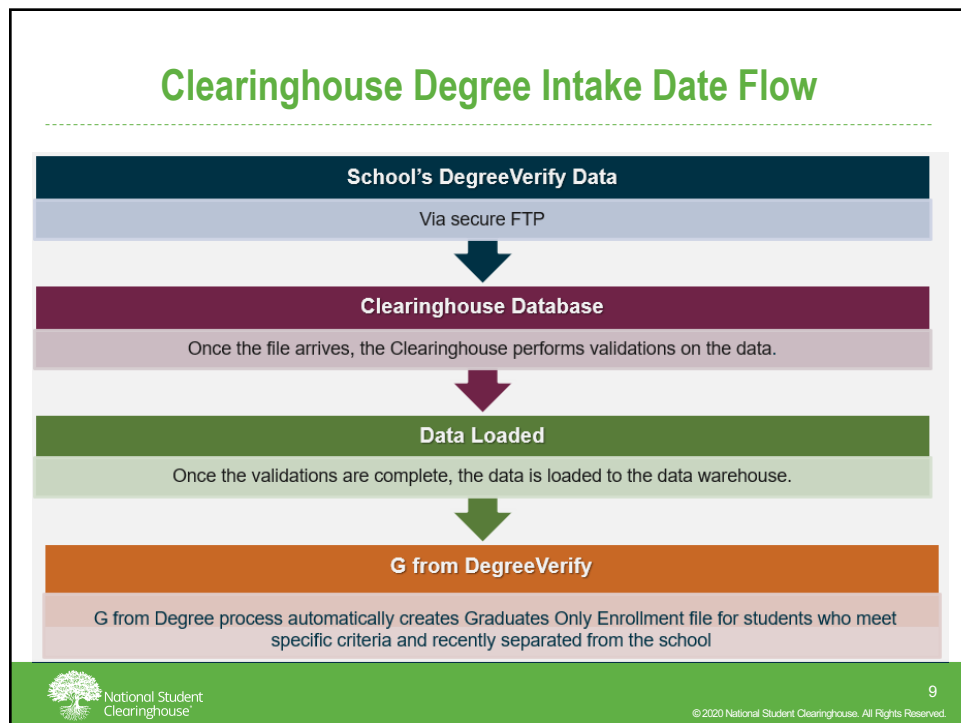 Clearinghouse Degree Intake Date Flow
School's DegreeVerify Data
Via secure FTP
Clearinghouse Database
Once the file arrives, the Clearinghouse performs validations on the data.
Data Loaded
Once the validations are complete, the data is loaded to the data warehouse.
G from DegreeVerify
G from Degree process automatically creates Graduates Only Enrollment file for students who meet
specific criteria and recently separated from the school
National Student
Clearinghouse
9
© 2020 National Student Clearinghouse. All Rights Reserved.